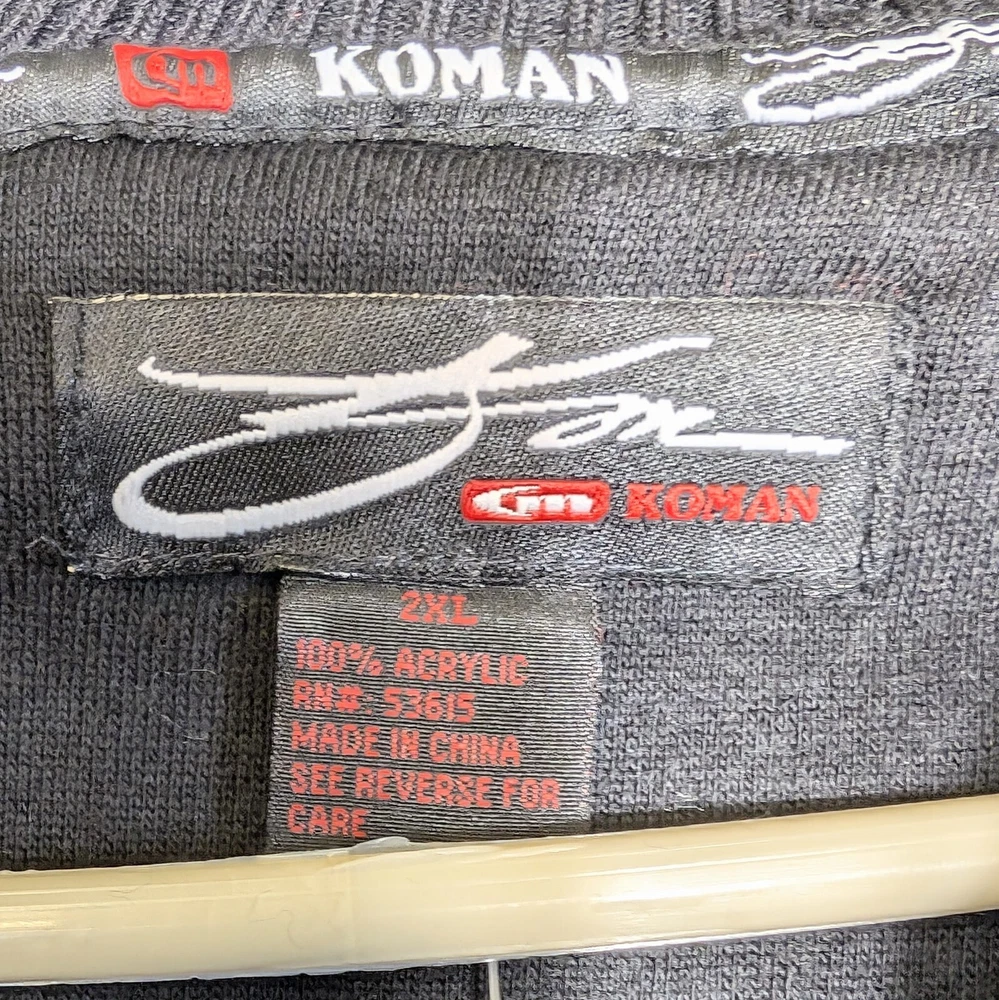 KOMAN
KOMAN
2XL
100% ACRYLIC
RN#: 53615
MADE IN CHINA
SEE REVERSE FOR
CARE